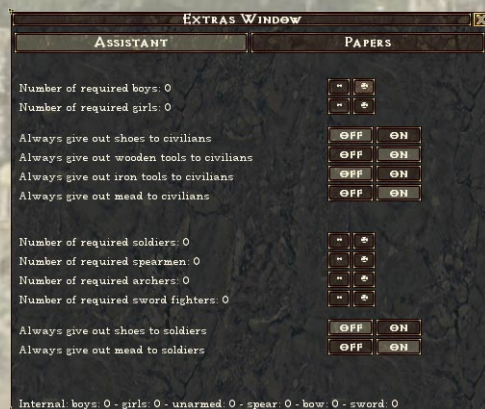 Extras Window
Assistant
Papers
Number of required boys: 0
Number of required girls: 0
Always give out shoes to civilians OFF ON
Always give out wooden tools to civilians OFF ON
Always give out iron tools to civilians OFF ON
Always give out mead to civilians OFF ON
Number of required soldiers: 0
Number of required spearmen: 0
Number of required archers: 0
Number of required sword fighters: 0
Always give out shoes to soldiers OFF ON
Always give out mead to soldiers OFF ON
Internal: boys: 0 - girls: 0 - unarmed: 0 - spear: 0 - bow: 0 - sword: 0